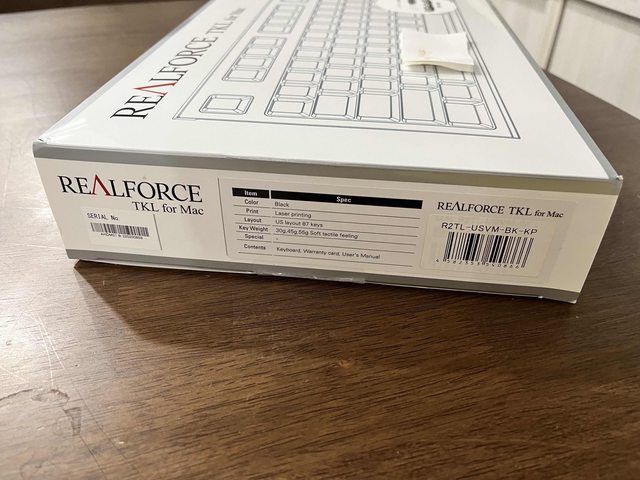 REALFORCE
TKL for Mac
REALFORCE
TKL for Mac
SERIAL No.
Item Spec
Color Black
Print Laser printing
Layout US layout 87 keys
Key Weight 30g,45g,55g Soft tactile feeling
Special -
Contents Keyboard, Warranty card, User's Manual
REALFORCE TKL for Mac
R2TL-USVM-BK-KP